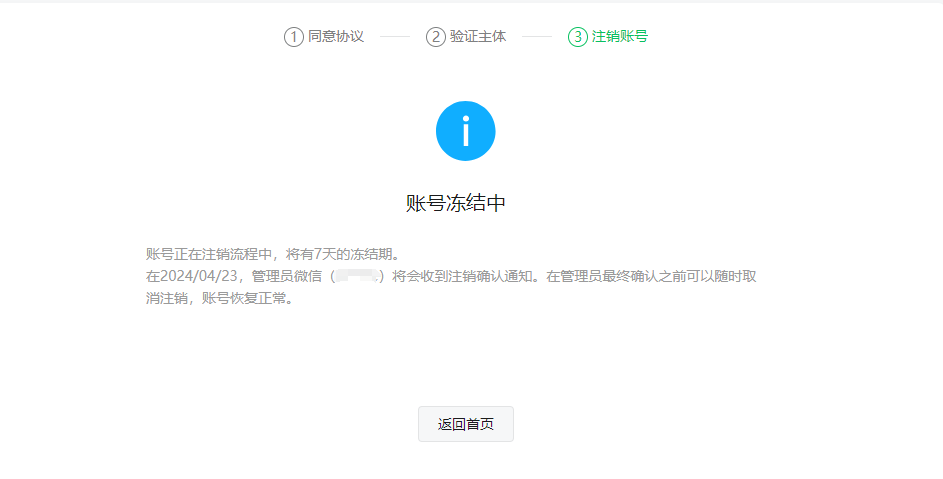 1 同意协议 2 验证主体 3 注销账号
i
账号冻结中
账号正在注销流程中，将有7天的冻结期。
在2024/04/23，管理员微信（）将会收到注销确认通知。在管理员最终确认之前可以随时取
消注销，账号恢复正常。
返回首页